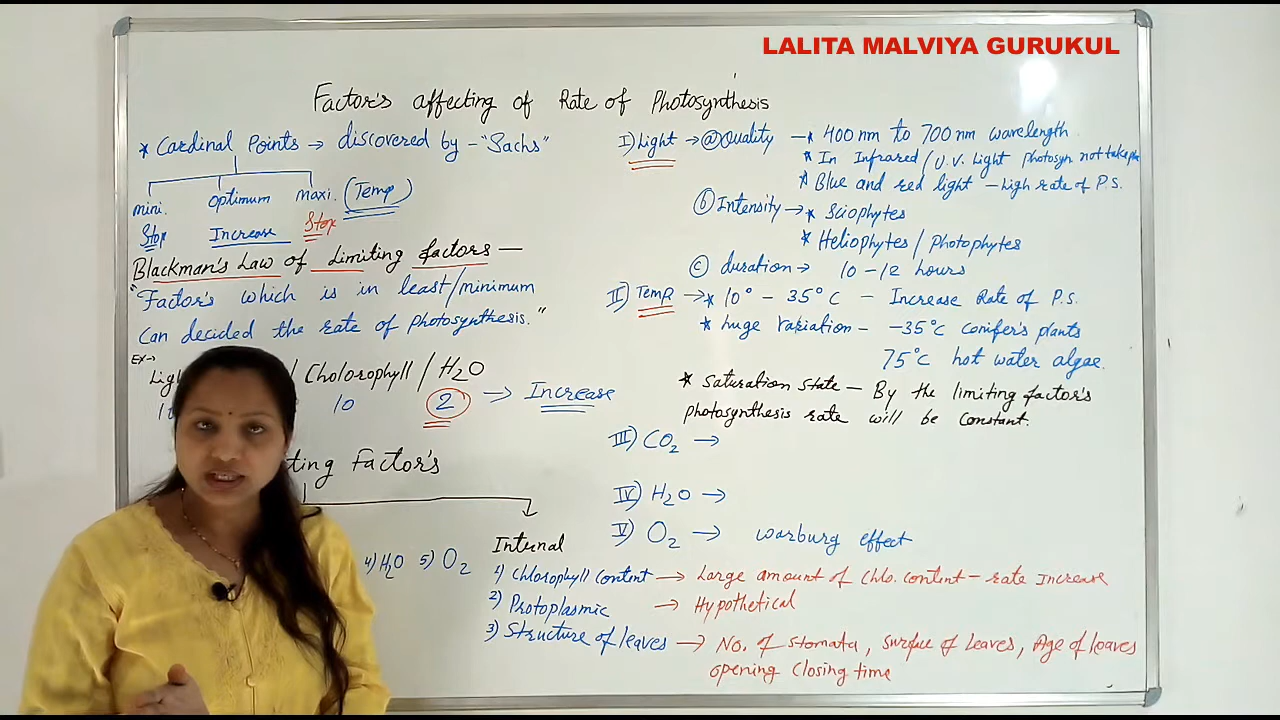 LALITA MALVIYA GURUKUL
Factor's affecting of Rate of Photosynthesis
* Cardinal Points → discovered by - "Sachs"
mini. optimum maxi. (Temp)
Stop Increase Stop
Blackman's Law of Limiting factors —
"Factor's which is in least/minimum
can decided the rate of photosynthesis."
Ex→
Lig / Cholorophyll / H2O
10 2 → Increase
ting Factor's
4) H2O 5) O2
Internal
1) Chlorophyll content → Large amount of Chlo. content - rate Increase
2) Protoplasmic → Hypothetical
3) Structure of leaves → No. of stomata, Surface of Leaves, Age of leaves
opening closing time
I) Light → @Quality —* 400nm to 700nm wavelength
* In Infrared / U.V. Light photosyn not take pla
* Blue and red light — High rate of P.S.
ⓑ Intensity → * Sciophytes
* Heliophytes / Photophytes
ⓒ duration → 10 - 12 hours
II) Temp → * 10° - 35°C — Increase Rate of P.S.
* huge variation - -35°C conifer's plants
75°C hot water algae.
* Saturation state — By the limiting factor's
photosynthesis rate will be constant.
III) CO2 →
IV) H2O →
V) O2 → warburg effect